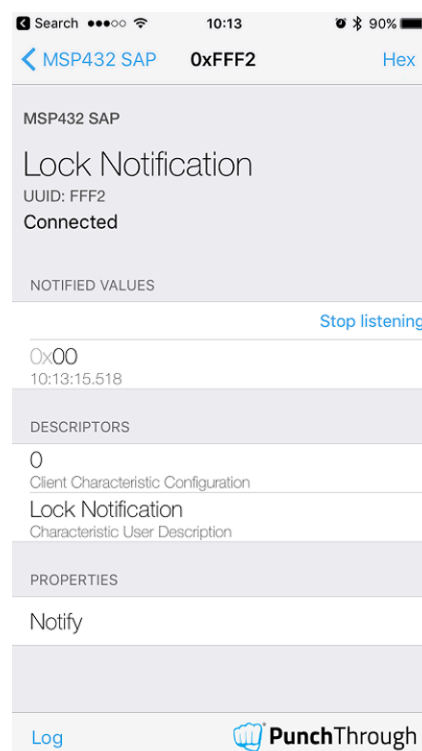 Search 10:13 90%
MSP432 SAP 0xFFF2 Hex
MSP432 SAP
Lock Notification
UUID: FFF2
Connected
NOTIFIED VALUES
Stop listening
0x00
10:13:15.518
DESCRIPTORS
0
Client Characteristic Configuration
Lock Notification
Characteristic User Description
PROPERTIES
Notify
Log PunchThrough